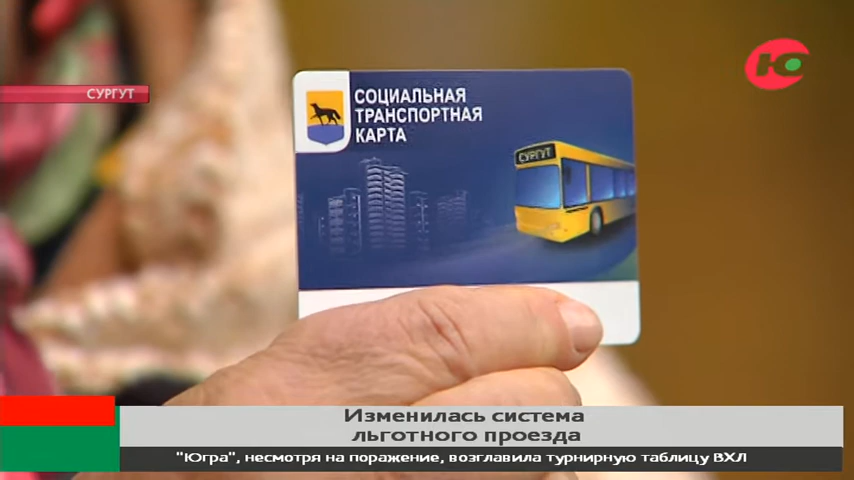 СУРГУТ
Ю
СОЦИАЛЬНАЯ
ТРАНСПОРТНАЯ
КАРТА
СУРГУТ
Изменилась система
льготного проезда
"Югра", несмотря на поражение, возглавила турнирную таблицу ВХЛ